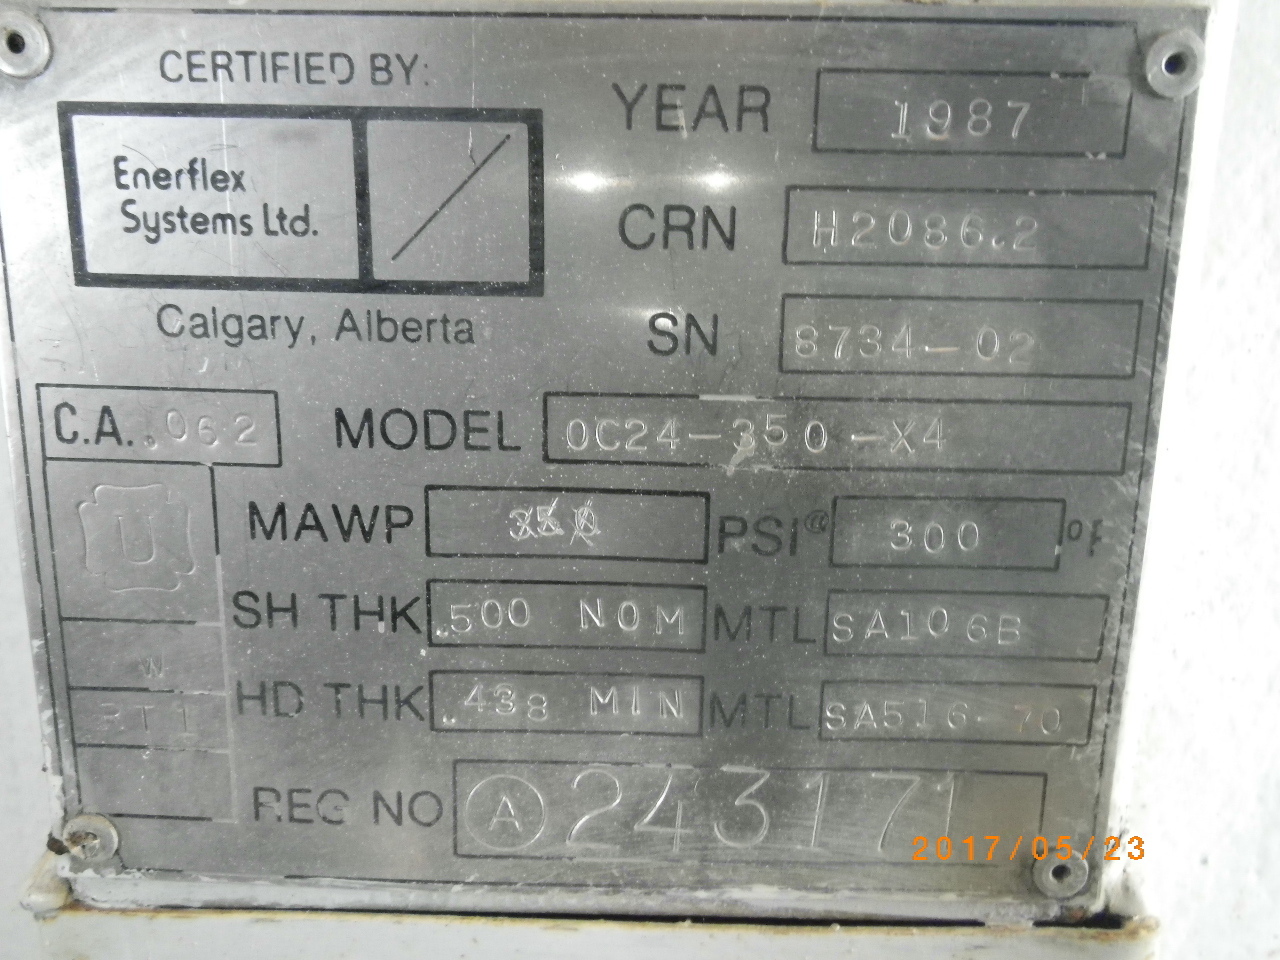 CERTIFIED BY:
Enerflex
Systems Ltd.
Calgary, Alberta
YEAR 1987
CRN H2086.2
SN 8734-02
C.A. .062 MODEL OC24-350-X4
U
MAWP 350 PSI@ 300 °F
SH THK .500 NOM MTL SA106B
W
HD THK .438 MIN MTL SA516-70
RT1
REG NO A 243171
2017/05/23